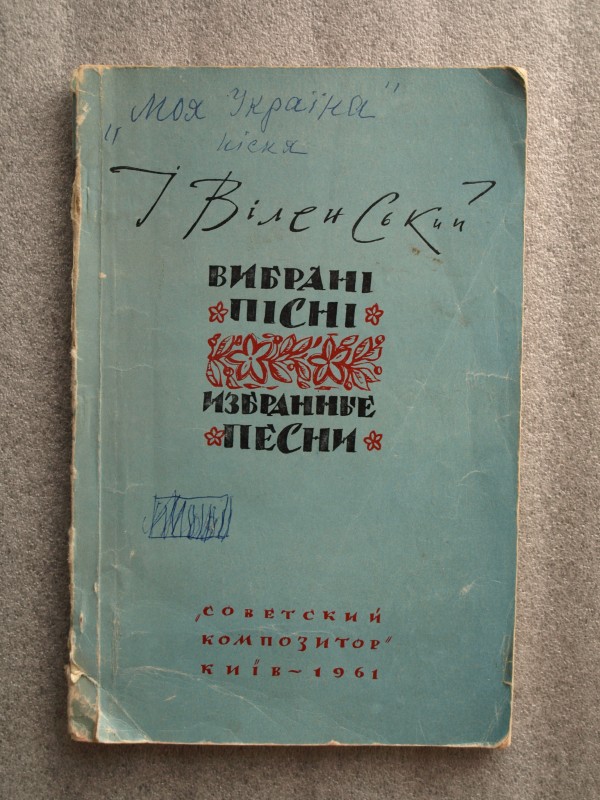 "Моя Україна"
пісня
І Віленський
ВИБРАНІ
ПІСНІ
ИЗБРАННЫЕ
ПЕСНИ
„СОВЕТСКИЙ
КОМПОЗИТОР"
КИЇВ — 1961